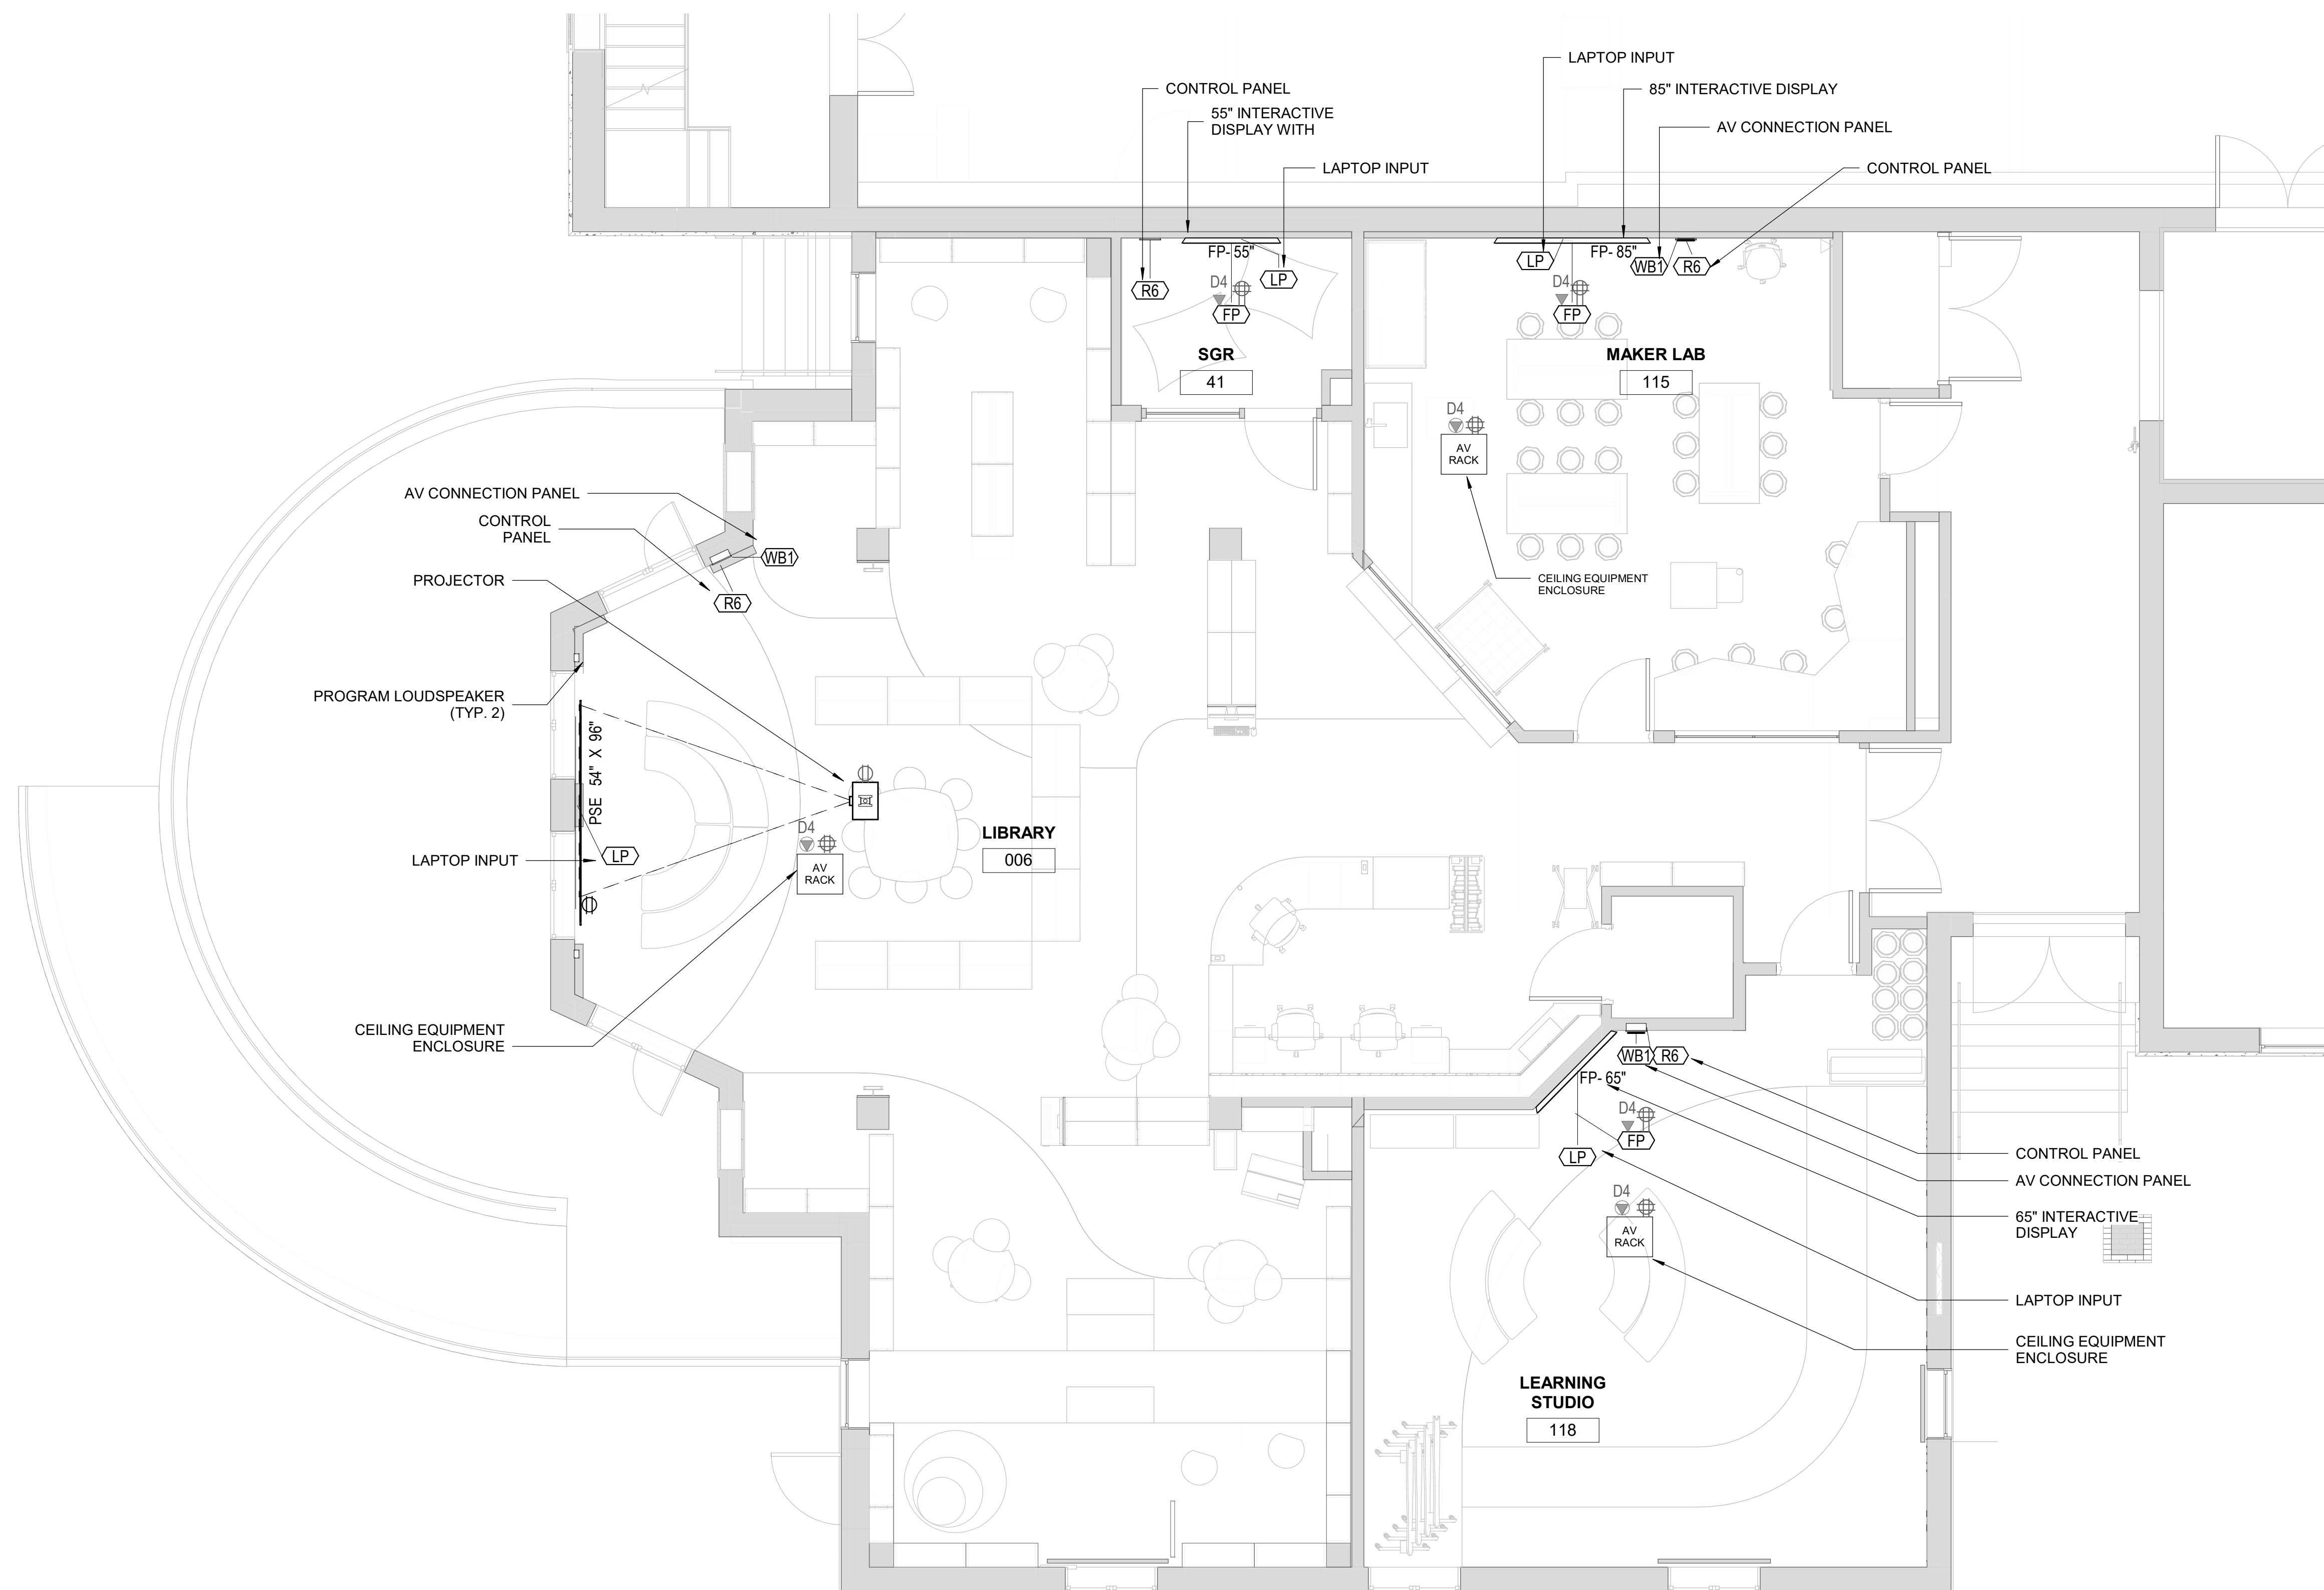 LAPTOP INPUT
CONTROL PANEL
85" INTERACTIVE DISPLAY
55" INTERACTIVE
DISPLAY WITH
AV CONNECTION PANEL
LAPTOP INPUT
CONTROL PANEL
FP- 55"
FP- 85"
LP
WB1
R6
R6
LP
D4
D4
FP
FP
SGR
41
MAKER LAB
115
D4
AV
RACK
AV CONNECTION PANEL
CONTROL
PANEL
WB1
PROJECTOR
R6
CEILING EQUIPMENT
ENCLOSURE
PROGRAM LOUDSPEAKER
(TYP. 2)
PSE 54" X 96"
D4
LIBRARY
006
LAPTOP INPUT
LP
AV
RACK
CEILING EQUIPMENT
ENCLOSURE
WB1
R6
FP- 65"
D4
FP
LP
CONTROL PANEL
AV CONNECTION PANEL
D4
AV
RACK
65" INTERACTIVE
DISPLAY
LAPTOP INPUT
CEILING EQUIPMENT
ENCLOSURE
LEARNING
STUDIO
118